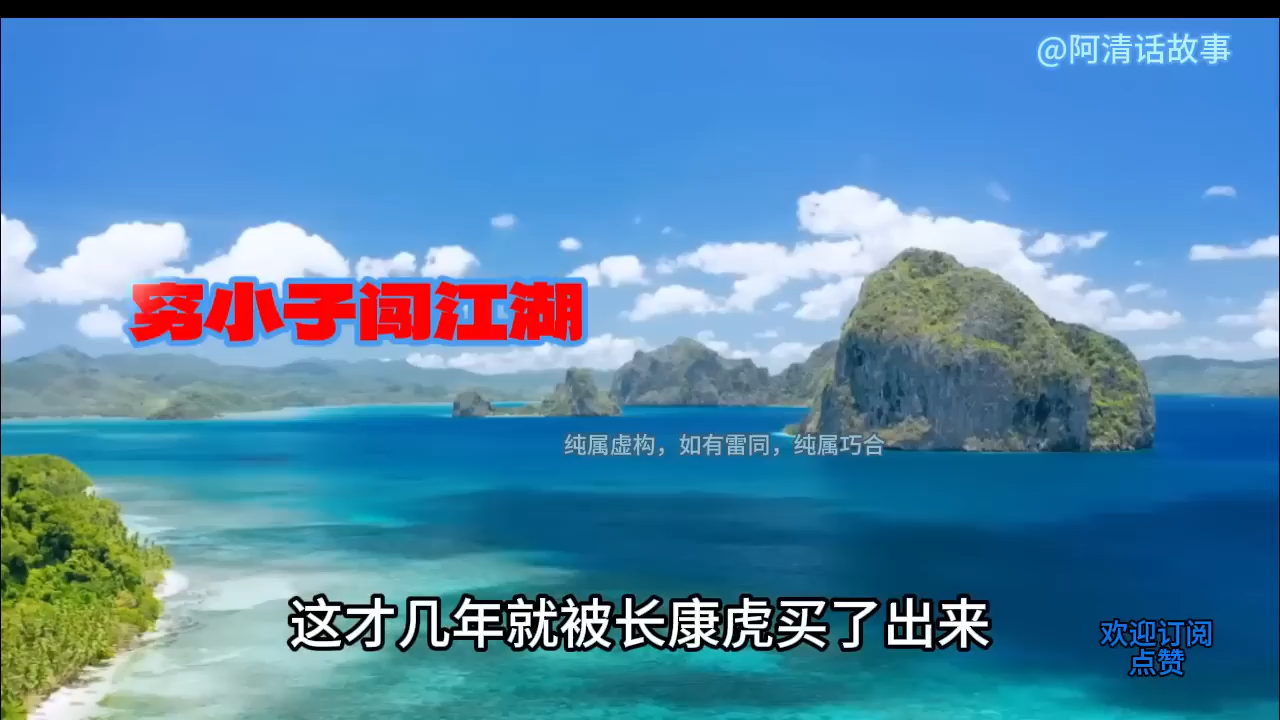 @阿清话故事
穷小子闯江湖
纯属虚构，如有雷同，纯属巧合
这才几年就被长康虎买了出来
欢迎订阅
点赞